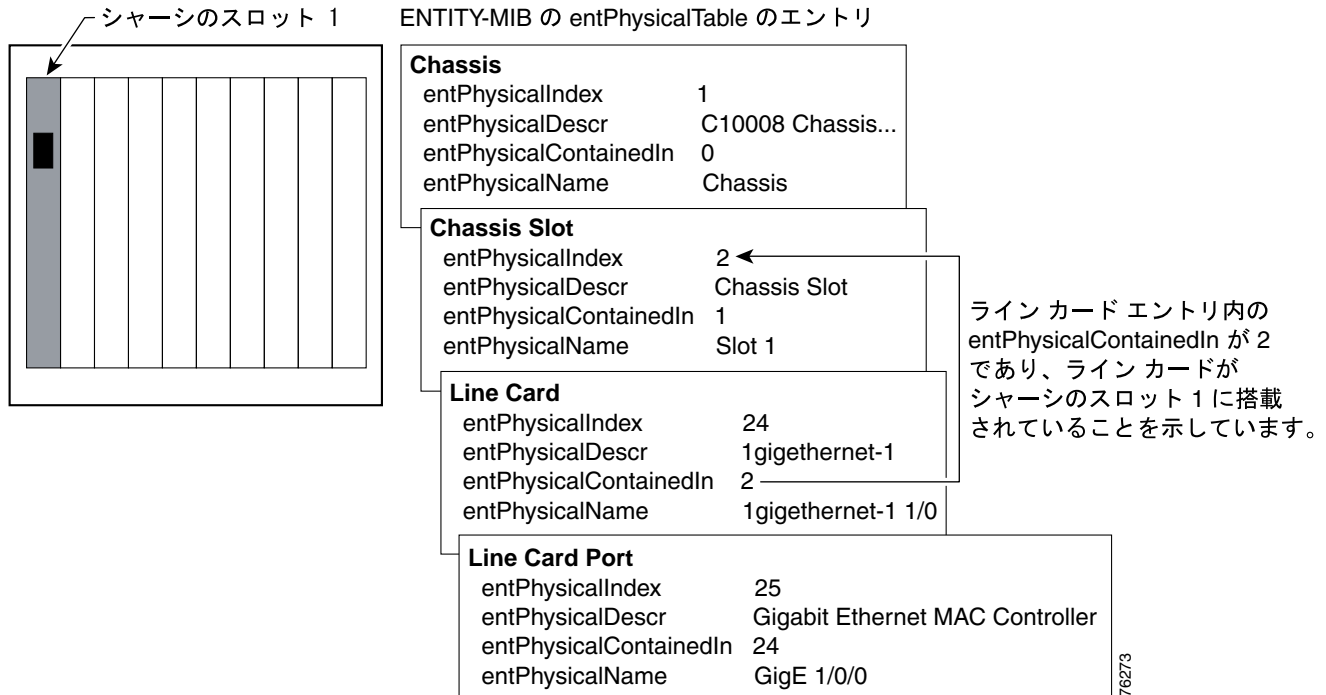 シャーシのスロット 1
ENTITY-MIB の entPhysicalTable のエントリ
Chassis
entPhysicalIndex 1
entPhysicalDescr C10008 Chassis...
entPhysicalContainedIn 0
entPhysicalName Chassis
Chassis Slot
entPhysicalIndex 2
entPhysicalDescr Chassis Slot
entPhysicalContainedIn 1
entPhysicalName Slot 1
Line Card
entPhysicalIndex 24
entPhysicalDescr 1gigethernet-1
entPhysicalContainedIn 2
entPhysicalName 1gigethernet-1 1/0
ライン カード エントリ内の
entPhysicalContainedIn が 2
であり、ライン カードが
シャーシのスロット 1 に搭載
されていることを示しています。
Line Card Port
entPhysicalIndex 25
entPhysicalDescr Gigabit Ethernet MAC Controller
entPhysicalContainedIn 24
entPhysicalName GigE 1/0/0
76273